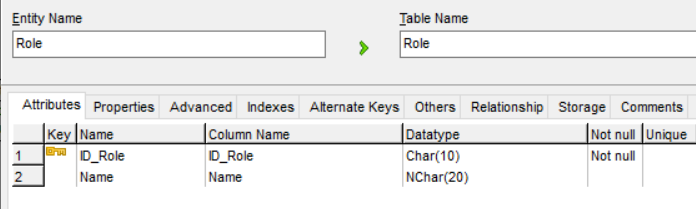 Entity Name Table Name
Role Role
Attributes Properties Advanced Indexes Alternate Keys Others Relationship Storage Comments
Key Name Column Name Datatype Not null Unique
1 ID_Role ID_Role Char(10) Not null
2 Name Name NChar(20)